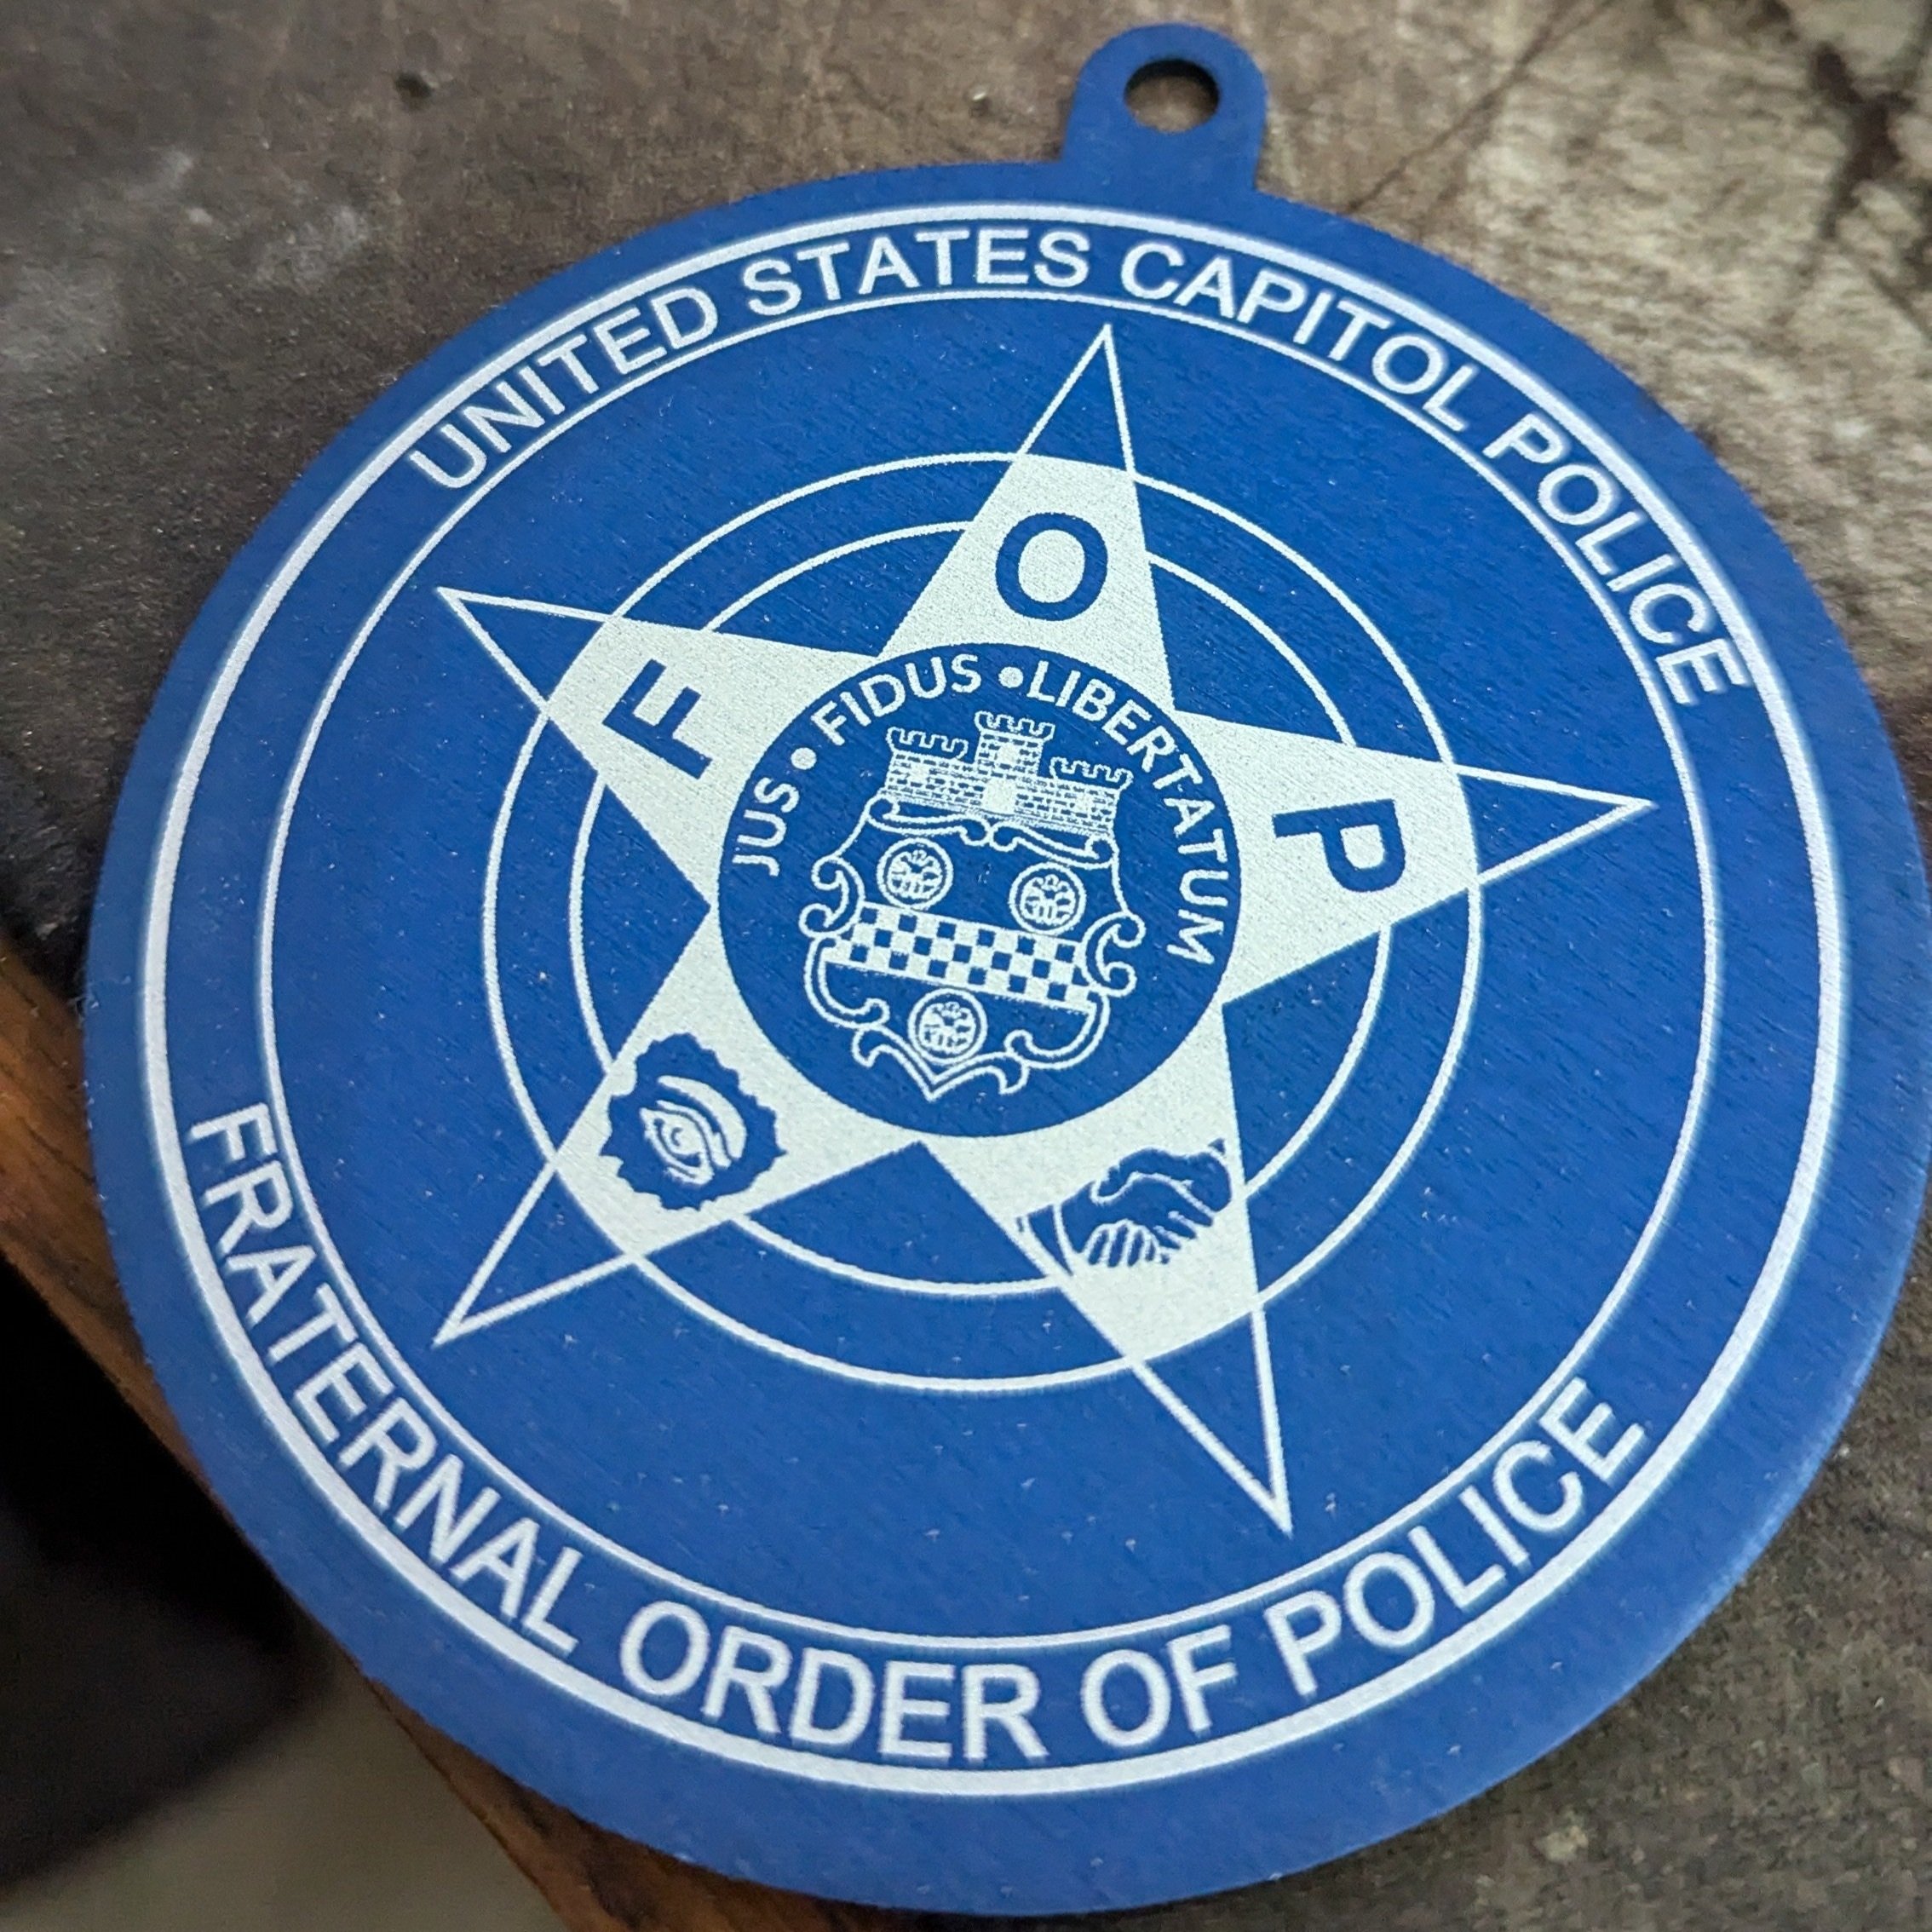 UNITED STATES CAPITOL POLICE
F O P
JUS • FIDUS • LIBERTATUM
FRATERNAL ORDER OF POLICE